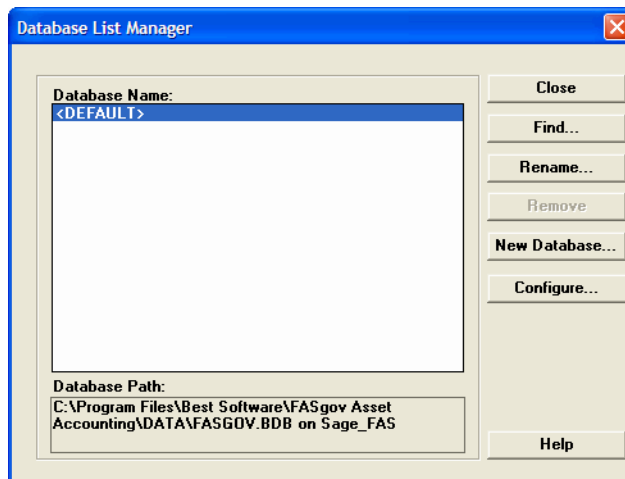 Database List Manager
Database Name:
<DEFAULT>
Close
Find...
Rename...
Remove
New Database...
Configure...
Database Path:
C:\Program Files\Best Software\FASgov Asset
Accounting\DATA\FASGOV.BDB on Sage_FAS
Help